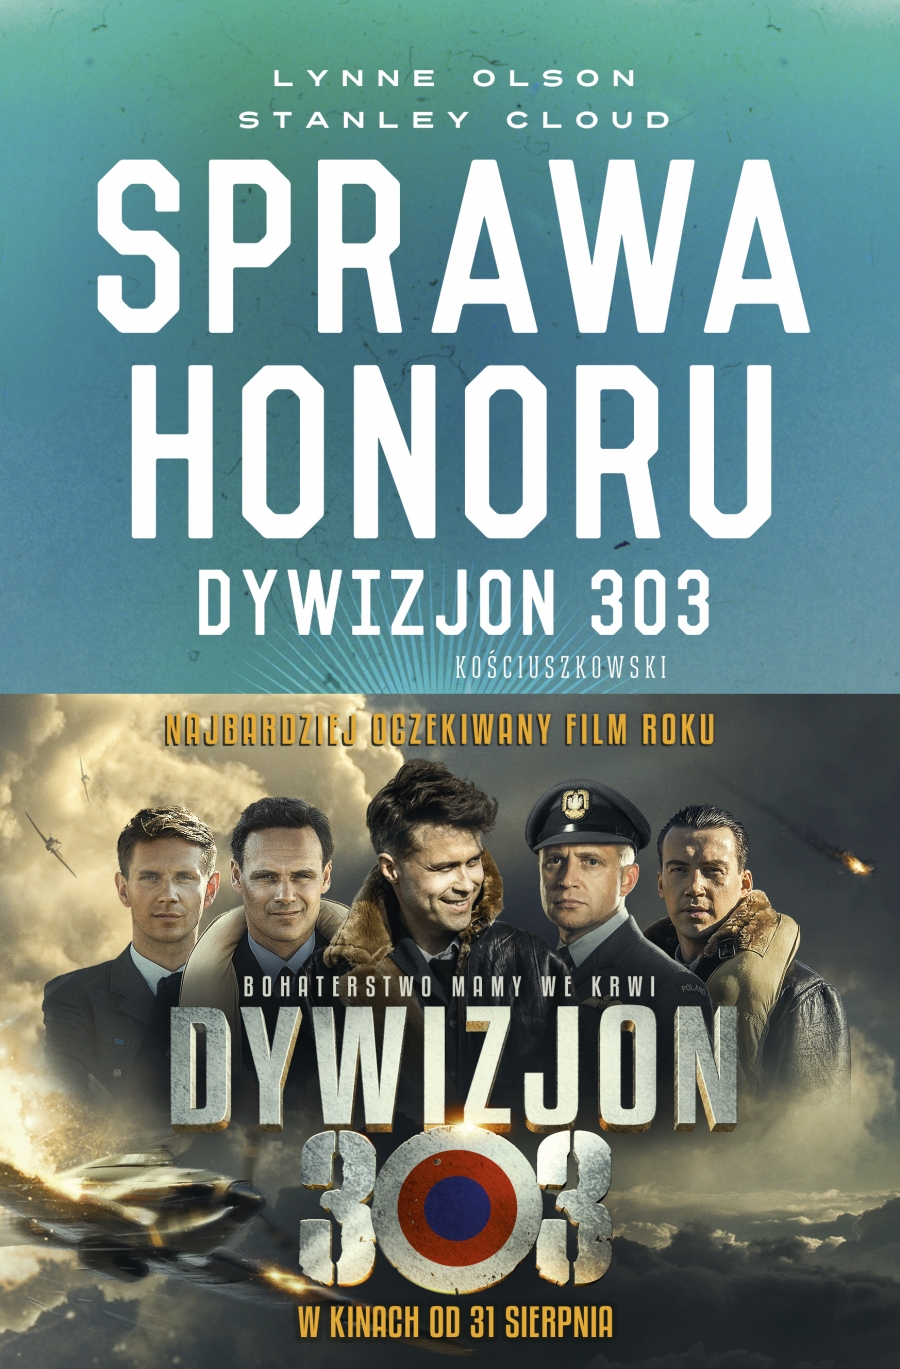 LYNNE OLSON
STANLEY CLOUD
SPRAWA
HONORU
DYWIZJON 303
KOŚCIUSZKOWSKI
NAJBARDZIEJ OCZEKIWANY FILM ROKU
POLAND
BOHATERSTWO MAMY WE KRWI
DYWIZJON
303
W KINACH OD 31 SIERPNIA